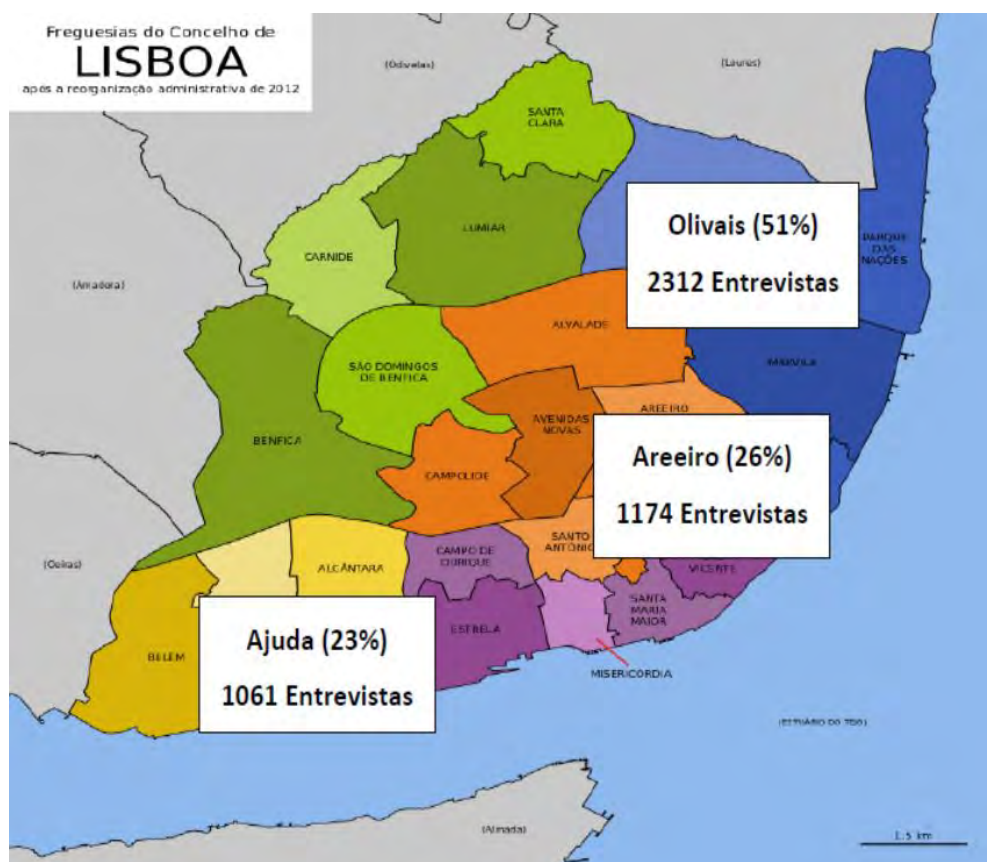 Freguesias do Concelho de
LISBOA
após a reorganização administrativa de 2012
(Odivelas)
(Loures)
SANTA
CLARA
LUMIAR
CARNIDE
(Amadora)
Olivais (51%)
2312 Entrevistas
PARQUE
DAS
NAÇÕES
ALVALADE
MARVILA
SÃO DOMINGOS
DE BENFICA
AREEIRO
AVENIDAS
NOVAS
BENFICA
CAMPOLIDE
Areeiro (26%)
1174 Entrevistas
SANTO
ANTÓNIO
CAMPO DE
OURIQUE
(Oeiras)
ALCÂNTARA
VICENTE
SANTA
MARIA
MAIOR
ESTRELA
BELÉM
Ajuda (23%)
1061 Entrevistas
MISERICÓRDIA
(ESTUÁRIO DO TEJO)
(Almada)
1.5 km